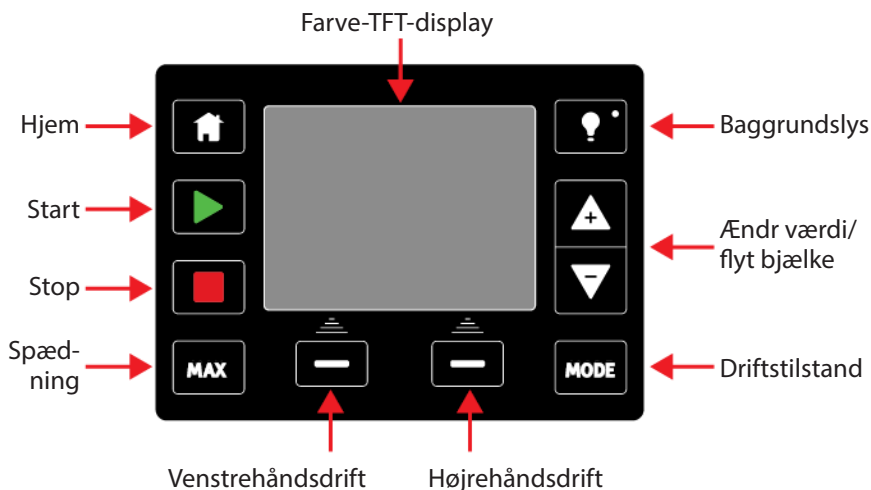 Farve-TFT-display
Hjem
Baggrundslys
Start
Ændr værdi/
flyt bjælke
Stop
Spæd-
ning
MAX
MODE
Driftstilstand
Venstrehåndsdrift
Højrehåndsdrift